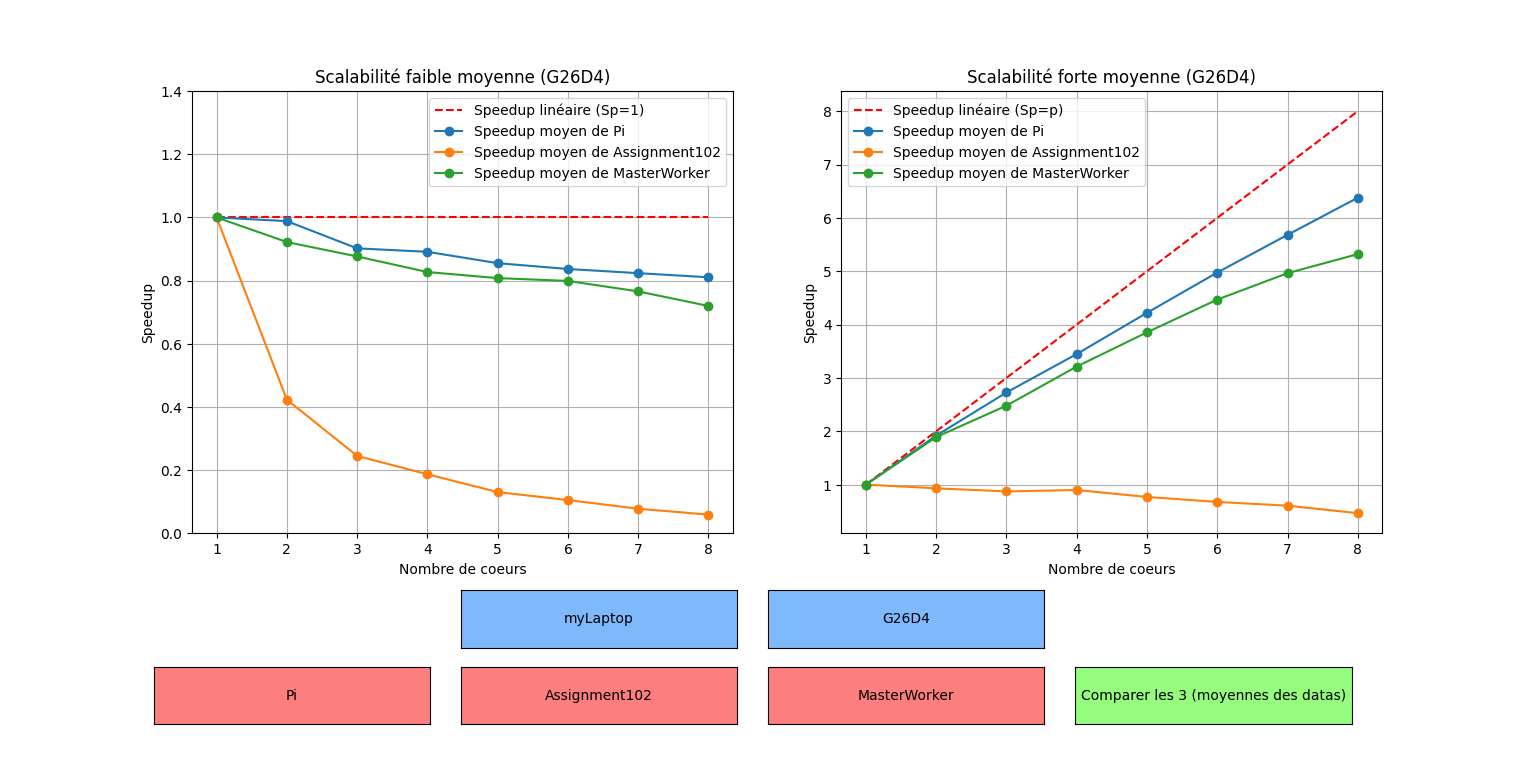 Scalabilité faible moyenne (G26D4)
1.4
1.2
1.0
0.8
0.6
0.4
0.2
0.0
Speedup
Speedup linéaire (Sp=1)
Speedup moyen de Pi
Speedup moyen de Assignment102
Speedup moyen de MasterWorker
1 2 3 4 5 6 7 8
Nombre de coeurs
Scalabilité forte moyenne (G26D4)
8
7
6
5
4
3
2
1
Speedup
Speedup linéaire (Sp=p)
Speedup moyen de Pi
Speedup moyen de Assignment102
Speedup moyen de MasterWorker
1 2 3 4 5 6 7 8
Nombre de coeurs
myLaptop
G26D4
Pi
Assignment102
MasterWorker
Comparer les 3 (moyennes des datas)